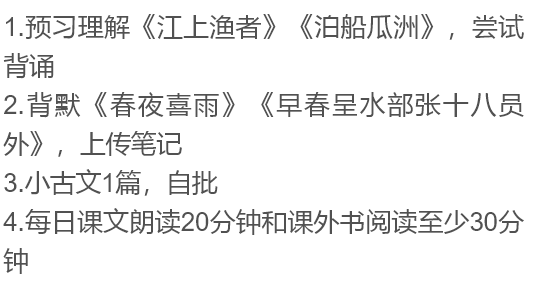 1.预习理解《江上渔者》《泊船瓜洲》，尝试
背诵
2.背默《春夜喜雨》《早春呈水部张十八员
外》，上传笔记
3.小古文1篇，自批
4.每日课文朗读20分钟和课外书阅读至少30分
钟